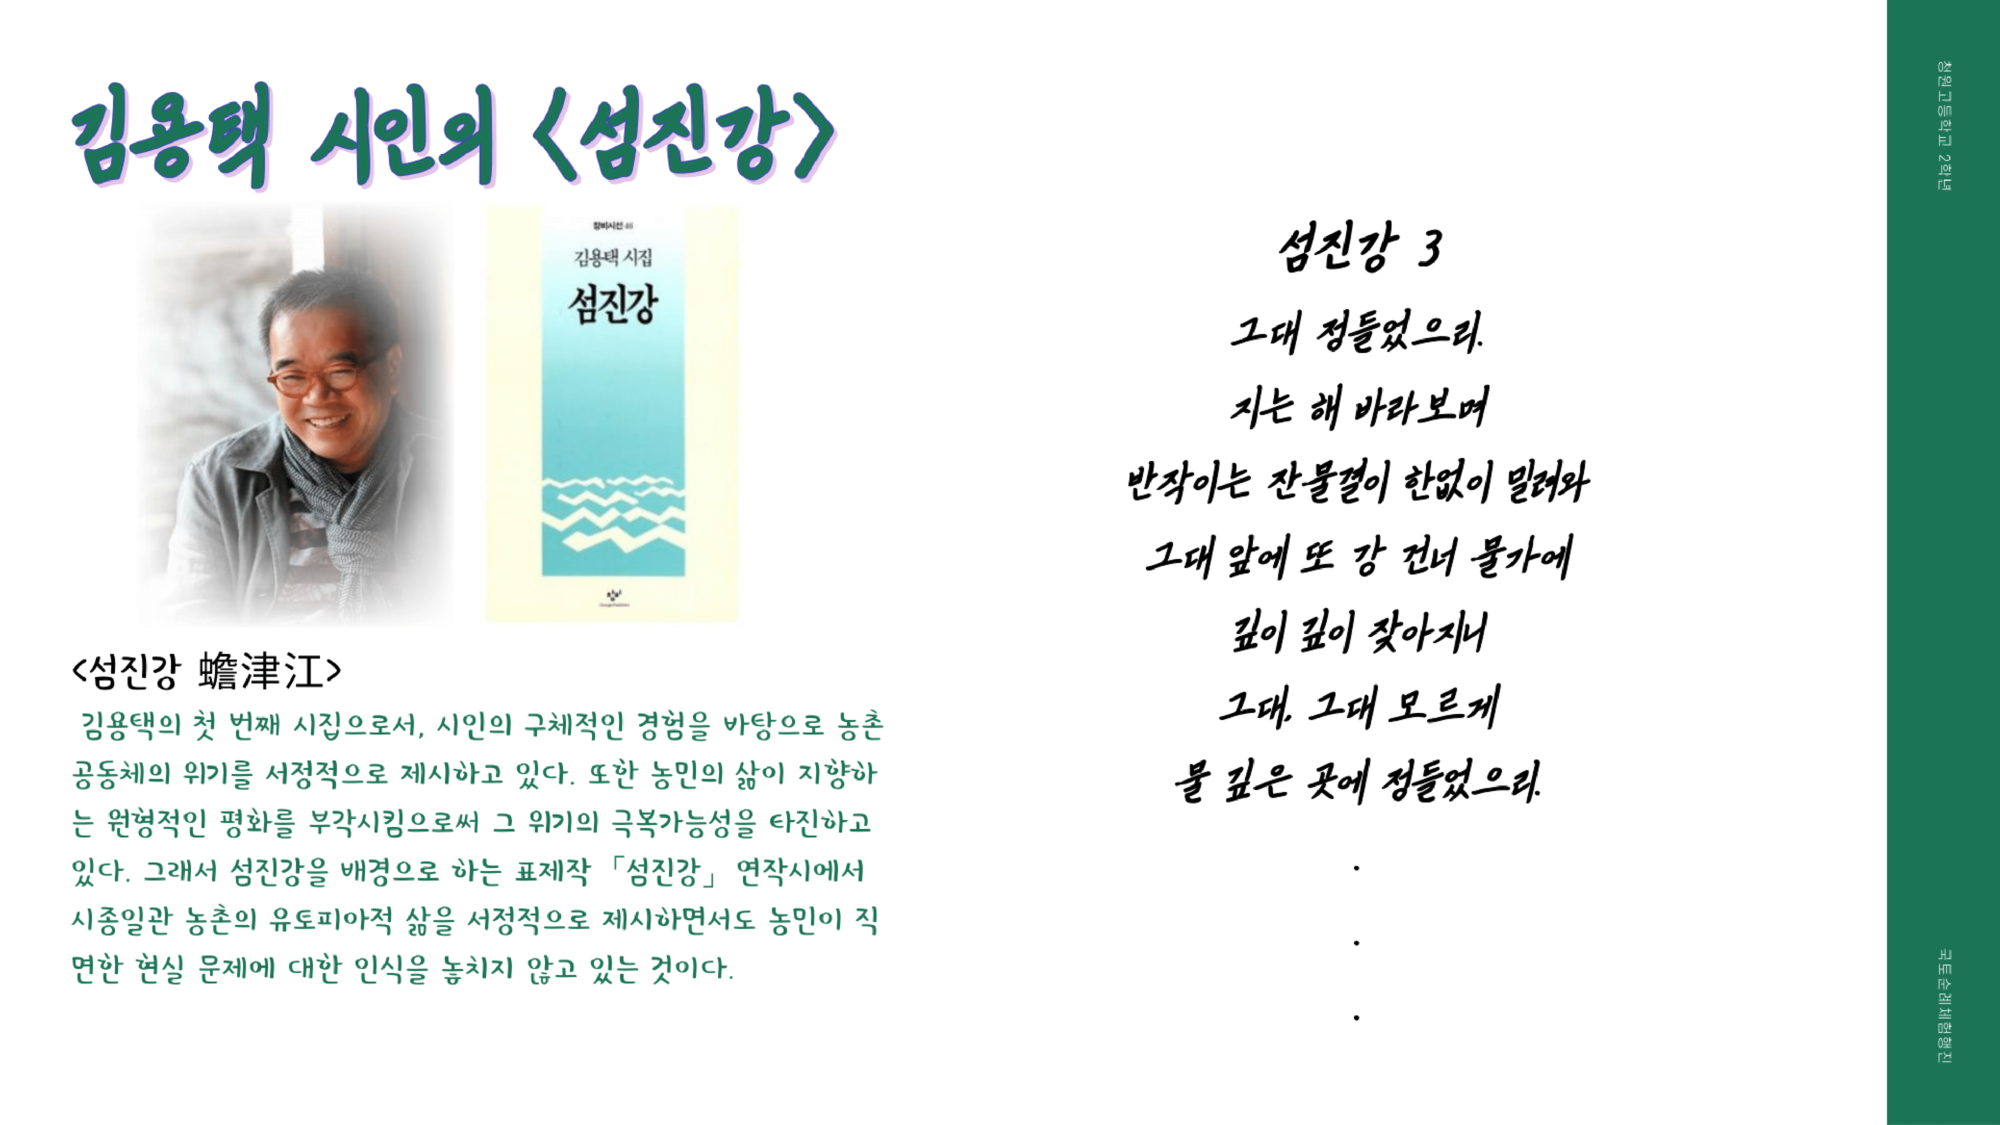 김용택 시인의 <섬진강>
창비시선 46
김용택 시집
섬진강
창비
<섬진강 蟾津江>
김용택의 첫 번째 시집으로서, 시인의 구체적인 경험을 바탕으로 농촌
공동체의 위기를 서정적으로 제시하고 있다. 또한 농민의 삶이 지향하
는 원형적인 평화를 부각시킴으로써 그 위기의 극복가능성을 타진하고
있다. 그래서 섬진강을 배경으로 하는 표제작 「섬진강」 연작시에서
시종일관 농촌의 유토피아적 삶을 서정적으로 제시하면서도 농민이 직
면한 현실 문제에 대한 인식을 놓치지 않고 있는 것이다.
섬진강 3
그대 정들었으리.
지는 해 바라보며
반작이는 잔물결이 한없이 밀려와
그대 앞에 또 강 건너 물가에
깊이 깊이 잦아지니
그대, 그대 모르게
물 깊은 곳에 정들었으리.
.
.
.
청원고등학교 2학년
국토순례체험행진